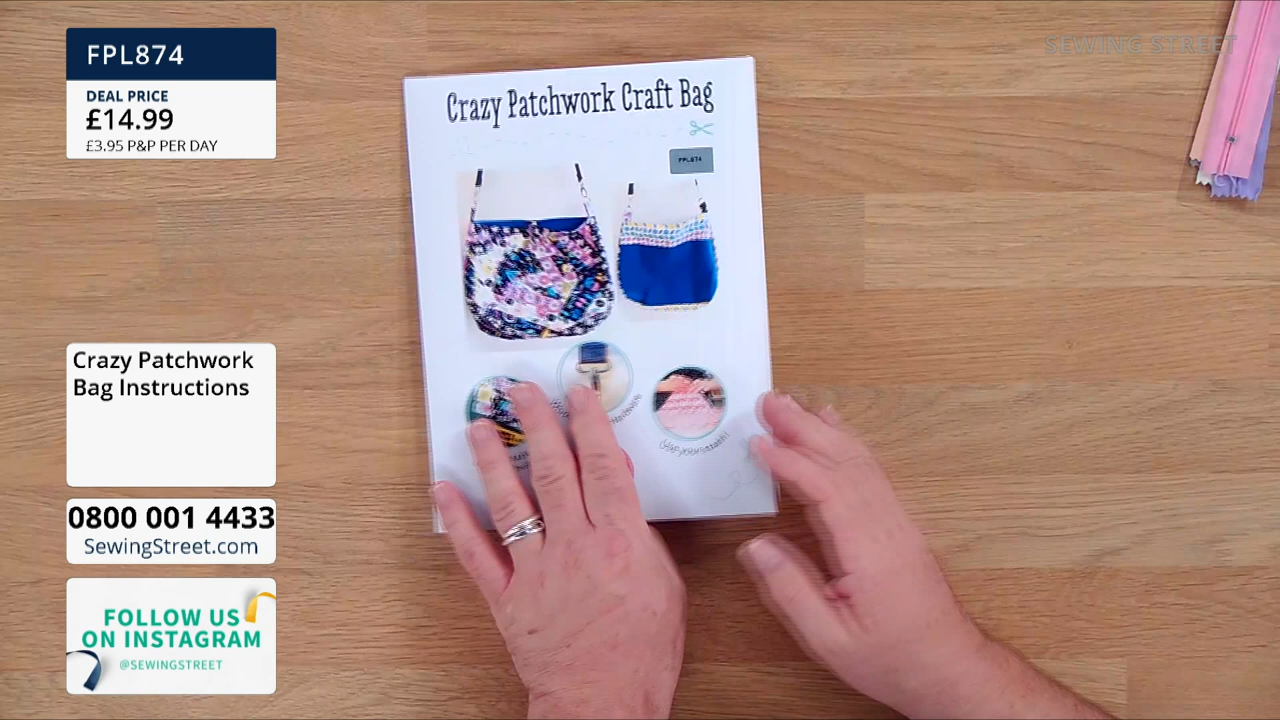 FPL874
DEAL PRICE
£14.99
£3.95 P&P PER DAY
Crazy Patchwork
Bag Instructions
0800 001 4433
SewingStreet.com
FOLLOW US
ON INSTAGRAM
@SEWINGSTREET
SEWING STREET
Crazy Patchwork Craft Bag
FPL874